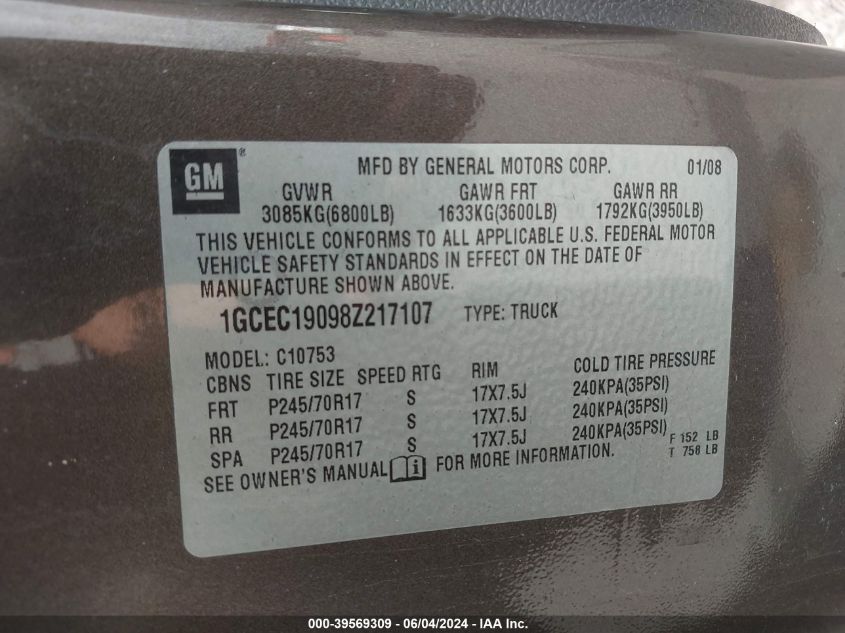 GM ®
MFD BY GENERAL MOTORS CORP. 01/08
GVWR GAWR FRT GAWR RR
3085KG(6800LB) 1633KG(3600LB) 1792KG(3950LB)
THIS VEHICLE CONFORMS TO ALL APPLICABLE U.S. FEDERAL MOTOR
VEHICLE SAFETY STANDARDS IN EFFECT ON THE DATE OF
MANUFACTURE SHOWN ABOVE.
1GCEC19098Z217107 TYPE: TRUCK
MODEL: C10753
CBNS TIRE SIZE SPEED RTG RIM COLD TIRE PRESSURE
FRT P245/70R17 S 17X7.5J 240KPA(35PSI)
RR P245/70R17 S 17X7.5J 240KPA(35PSI)
SPA P245/70R17 S 17X7.5J 240KPA(35PSI)
F 152 LB
T 758 LB
SEE OWNER'S MANUAL i FOR MORE INFORMATION.
000-39569309 - 06/04/2024 - IAA Inc.